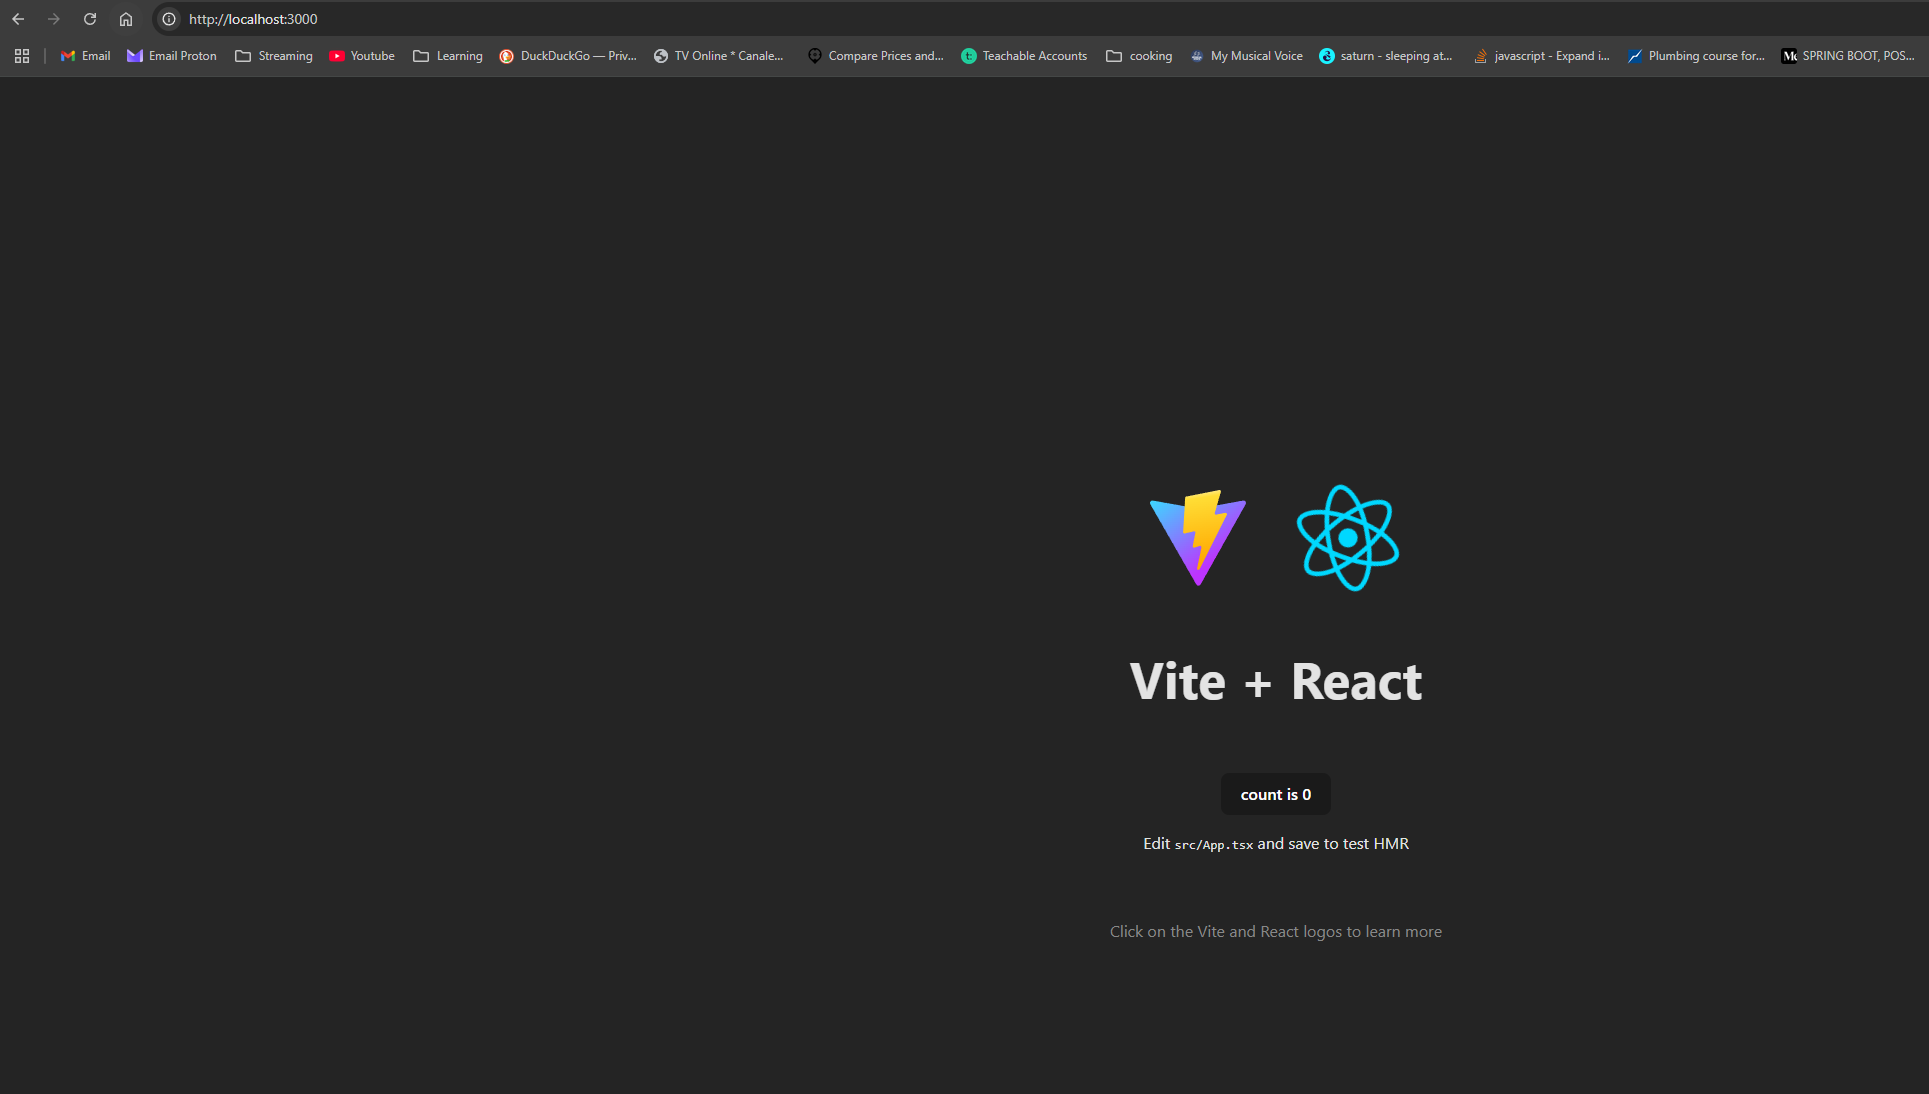 http://localhost:3000
Email Email Proton Streaming Youtube Learning DuckDuckGo — Priv... TV Online * Canale... Compare Prices and... Teachable Accounts cooking My Musical Voice saturn - sleeping at... javascript - Expand i... Plumbing course for... SPRING BOOT, POS...
Vite + React
count is 0
Edit src/App.tsx and save to test HMR
Click on the Vite and React logos to learn more